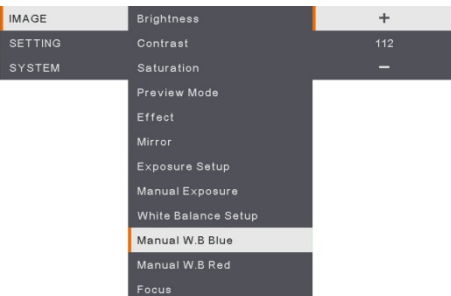 IMAGE
SETTING
SYSTEM
Brightness
Contrast
Saturation
Preview Mode
Effect
Mirror
Exposure Setup
Manual Exposure
White Balance Setup
Manual W.B Blue
Manual W.B Red
Focus
+
112
−